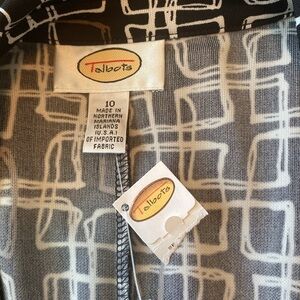 Talbots
10
MADE IN
NORTHERN
MARIANA
ISLANDS
(U.S.A.)
OF IMPORTED
FABRIC
Talbots